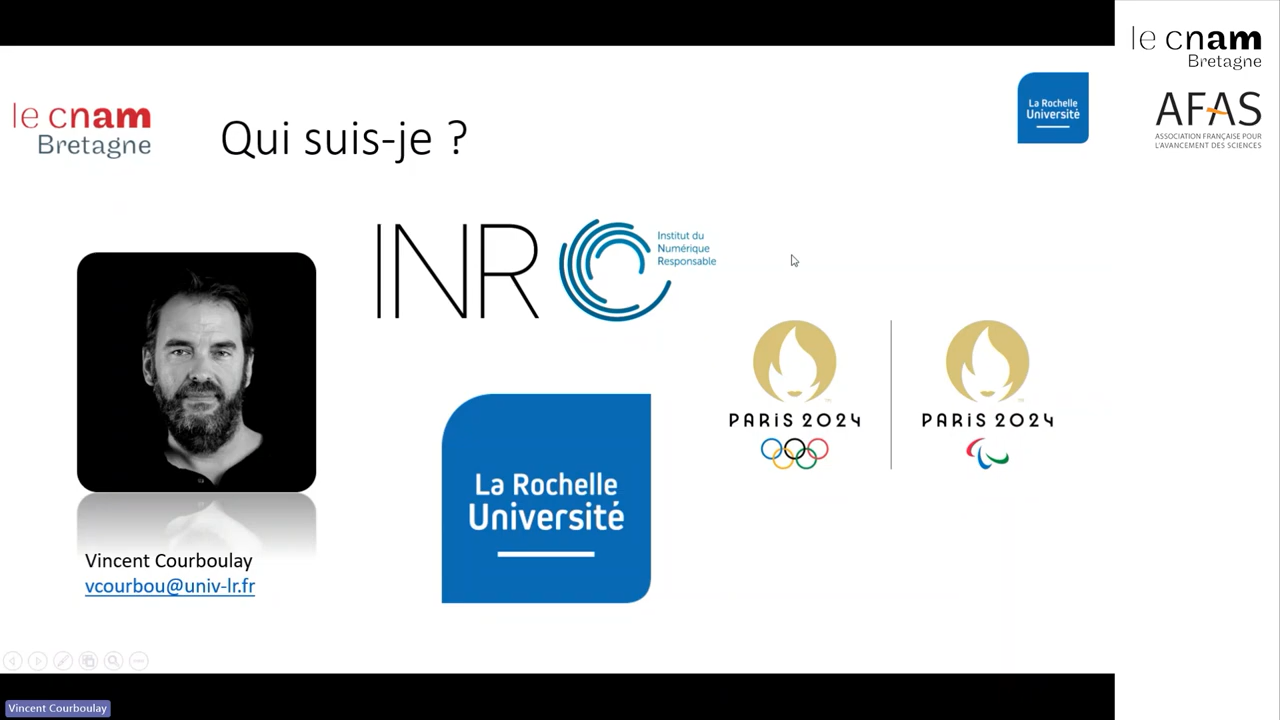 le cnam
Bretagne
Qui suis-je ?
La Rochelle
Université
le cnam
Bretagne
AFAS
ASSOCIATION FRANÇAISE POUR
L'AVANCEMENT DES SCIENCES
INR
Institut du
Numérique
Responsable
PARIS 2024
PARIS 2024
La Rochelle
Université
Vincent Courboulay
vcourbou@univ-lr.fr
Vincent Courboulay